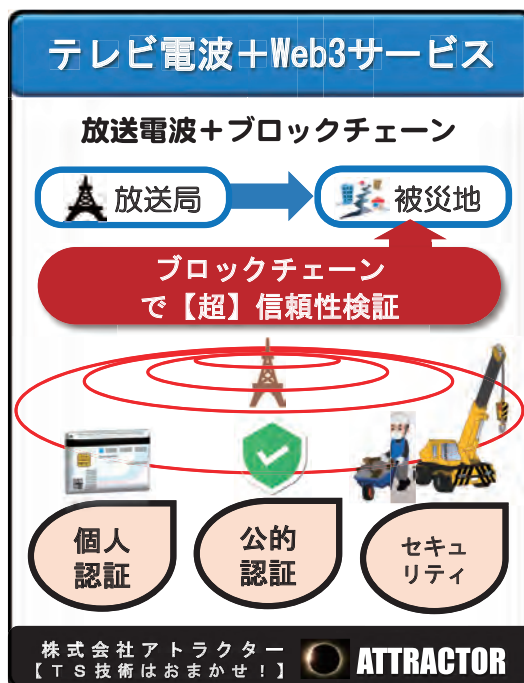 テレビ電波＋Web3サービス
放送電波＋ブロックチェーン
放送局
被災地
ブロックチェーン
で【超】信頼性検証
個人
認証
公的
認証
セキュ
リティ
株式会社アトラクター
【TS技術はおまかせ！】
ATTRACTOR